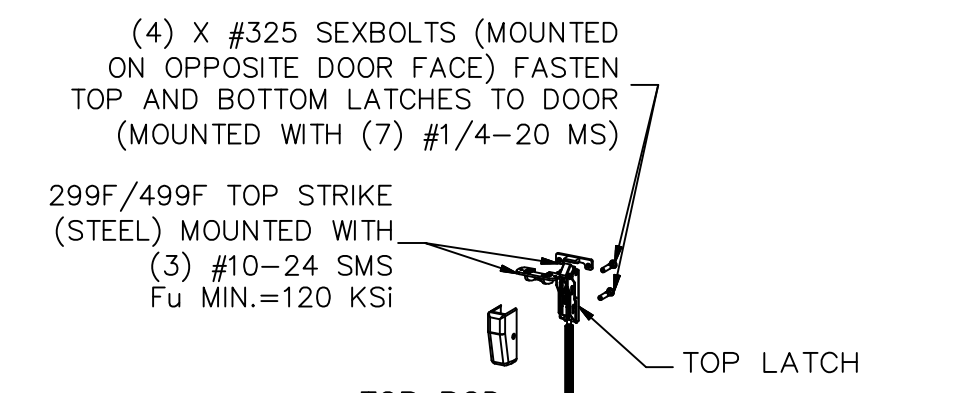 (4) X #325 SEXBOLTS (MOUNTED
ON OPPOSITE DOOR FACE) FASTEN
TOP AND BOTTOM LATCHES TO DOOR
(MOUNTED WITH (7) #1/4-20 MS)
299F/499F TOP STRIKE
(STEEL) MOUNTED WITH
(3) #10-24 SMS
Fu MIN.=120 KSi
TOP LATCH